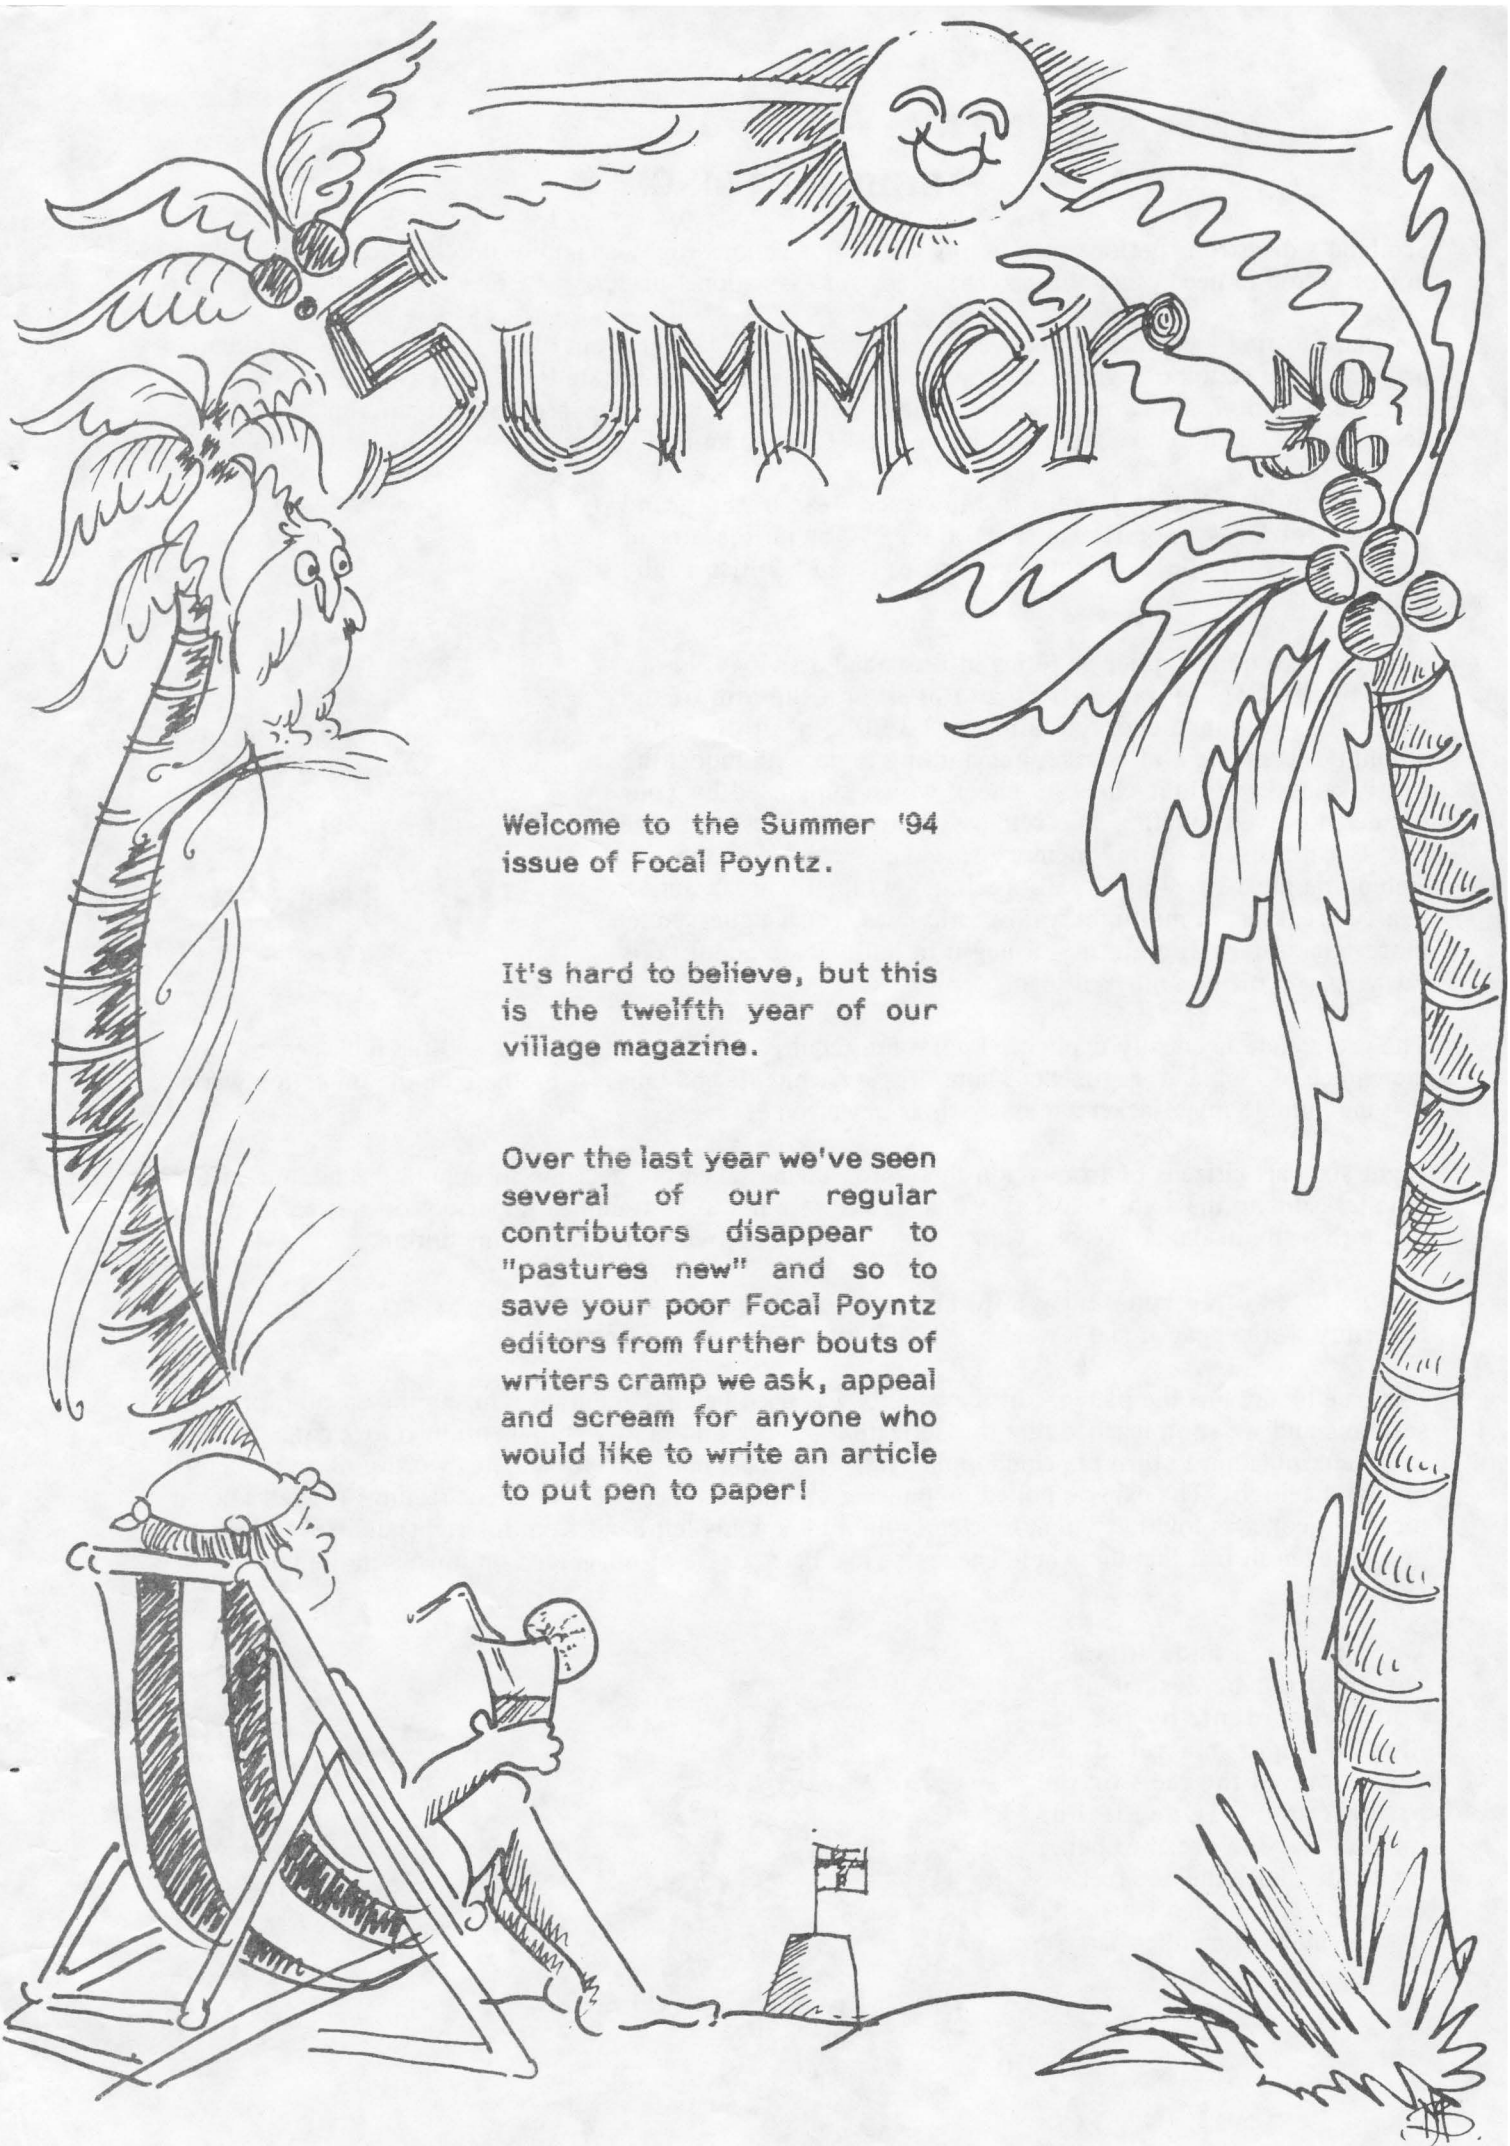 Summer
NO
36
Welcome to the Summer '94
issue of Focal Poyntz.
It's hard to believe, but this
is the twelfth year of our
village magazine.
Over the last year we've seen
several of our regular
contributors disappear to
"pastures new" and so to
save your poor Focal Poyntz
editors from further bouts of
writers cramp we ask, appeal
and scream for anyone who
would like to write an article
to put pen to paper!